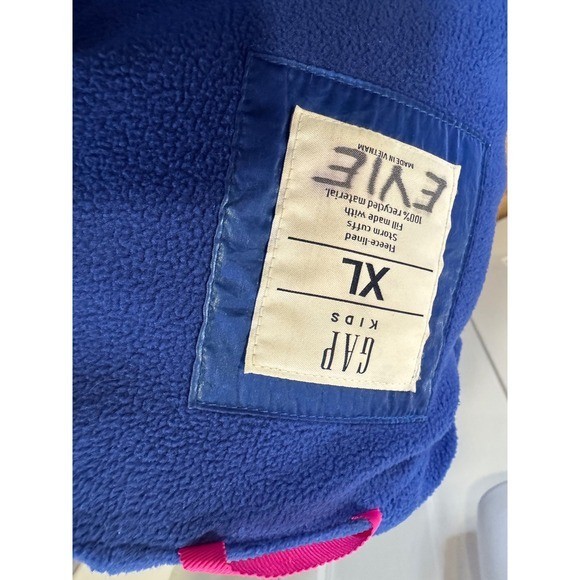 GAP
KIDS
XL
Fleece-lined
Storm cuffs
Fill made with
100% recycled material.
MADE IN VIETNAM
EVIE